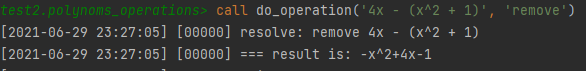 test2.polynoms_operations> call do_operation('4x - (x^2 + 1)', 'remove')
[2021-06-29 23:27:05] [00000] resolve: remove 4x - (x^2 + 1)
[2021-06-29 23:27:05] [00000] === result is: -x^2+4x-1